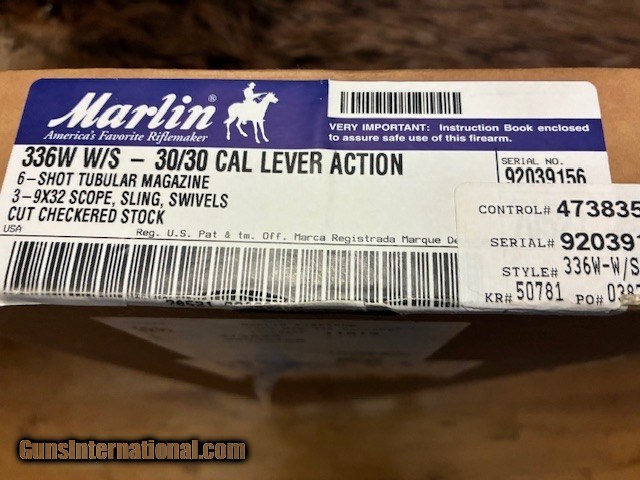 Marlin®
America's Favorite Riflemaker
VERY IMPORTANT: Instruction Book enclosed
to assure safe use of this firearm.
336W W/S – 30/30 CAL LEVER ACTION
6–SHOT TUBULAR MAGAZINE
3–9X32 SCOPE, SLING, SWIVELS
CUT CHECKERED STOCK
USA
Reg. U.S. Pat & tm. Off. Marca Registrada Marque De
SERIAL NO.
92039156
CONTROL# 473835
SERIAL# 920391
STYLE# 336W-W/S
KR# 50781 PO# 0387
GunsInternational.com